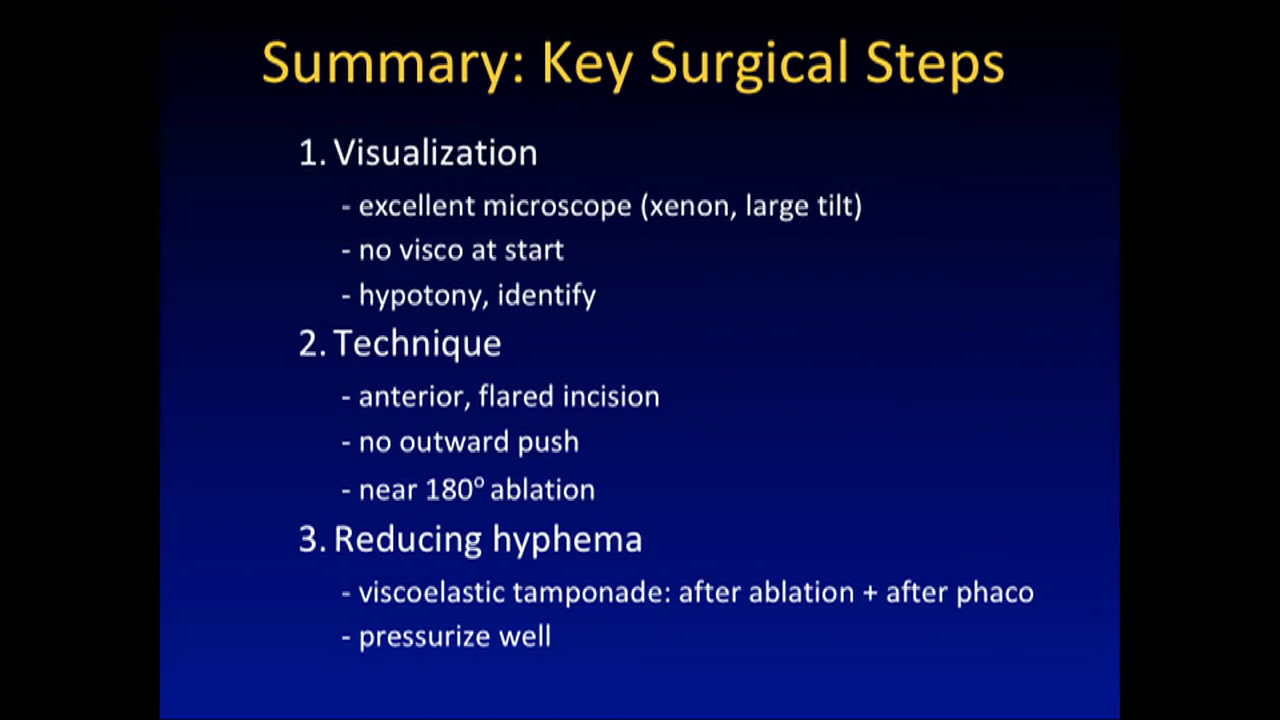 Summary: Key Surgical Steps
1. Visualization
- excellent microscope (xenon, large tilt)
- no visco at start
- hypotony, identify
2. Technique
- anterior, flared incision
- no outward push
- near 180º ablation
3. Reducing hyphema
- viscoelastic tamponade: after ablation + after phaco
- pressurize well